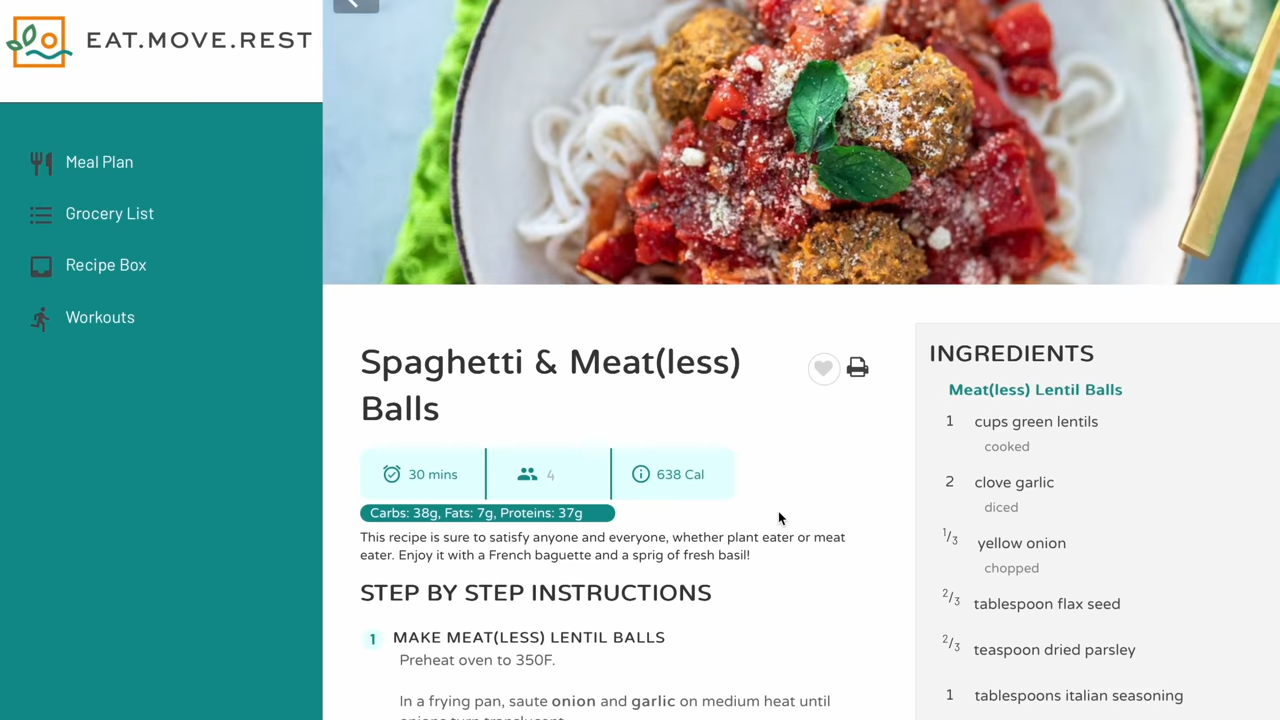 EAT.MOVE.REST
Meal Plan
Grocery List
Recipe Box
Workouts
Spaghetti & Meat(less)
Balls
30 mins
4
638 Cal
Carbs: 38g, Fats: 7g, Proteins: 37g
This recipe is sure to satisfy anyone and everyone, whether plant eater or meat
eater. Enjoy it with a French baguette and a sprig of fresh basil!
STEP BY STEP INSTRUCTIONS
1 MAKE MEAT(LESS) LENTIL BALLS
Preheat oven to 350F.
In a frying pan, saute onion and garlic on medium heat until
onions turn translucent.
INGREDIENTS
Meat(less) Lentil Balls
1 cups green lentils
cooked
2 clove garlic
diced
1/3 yellow onion
chopped
2/3 tablespoon flax seed
2/3 teaspoon dried parsley
1 tablespoons italian seasoning